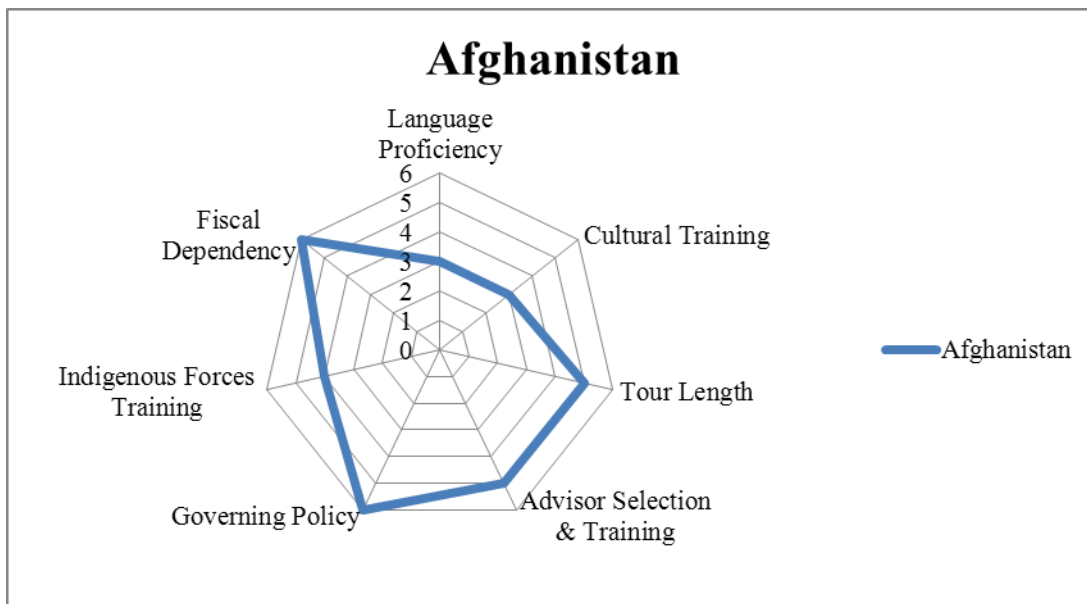 Afghanistan
Language
Proficiency
6
5
4
3
2
1
0
Cultural Training
Tour Length
Advisor Selection
& Training
Governing Policy
Indigenous Forces
Training
Fiscal
Dependency
Afghanistan